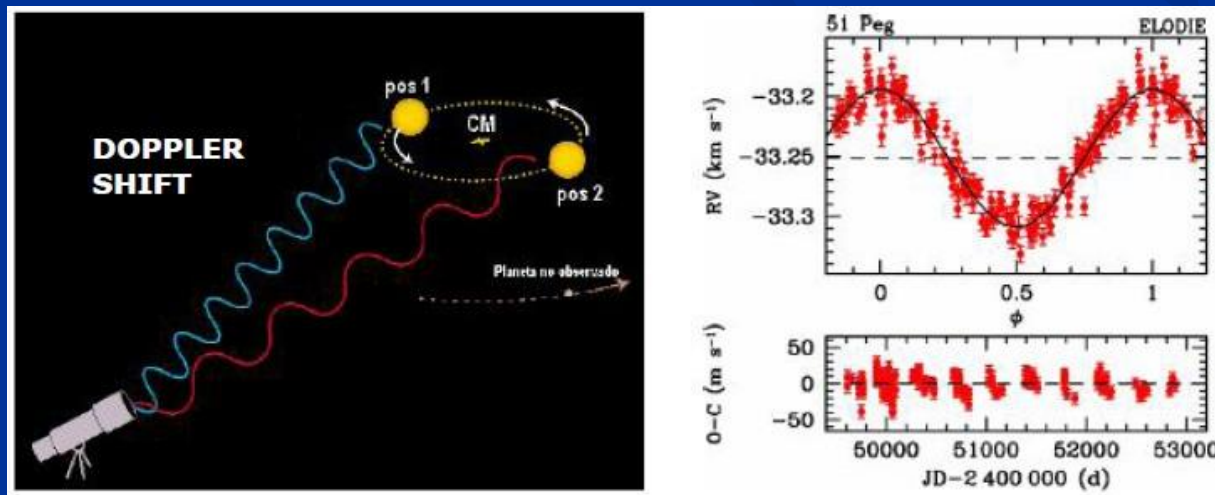 DOPPLER
SHIFT
pos 1
CM
pos 2
Planeta no observado
51 Peg ELODIE
-33.2
-33.25
-33.3
RV (km s⁻¹)
0 0.5 1
ϕ
50
0
-50
O-C (m s⁻¹)
50000 51000 52000 53000
JD-2 400 000 (d)